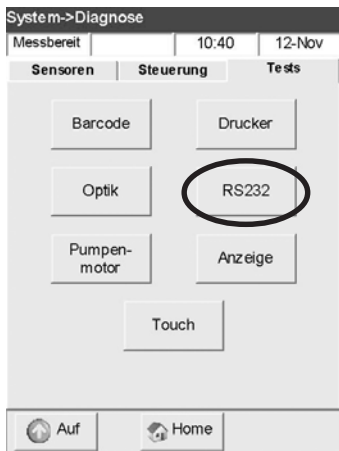 System->Diagnose
Messbereit 10:40 12-Nov
Sensoren Steuerung Tests
Barcode Drucker
Optik RS232
Pumpen-
motor
Anzeige
Touch
Auf Home